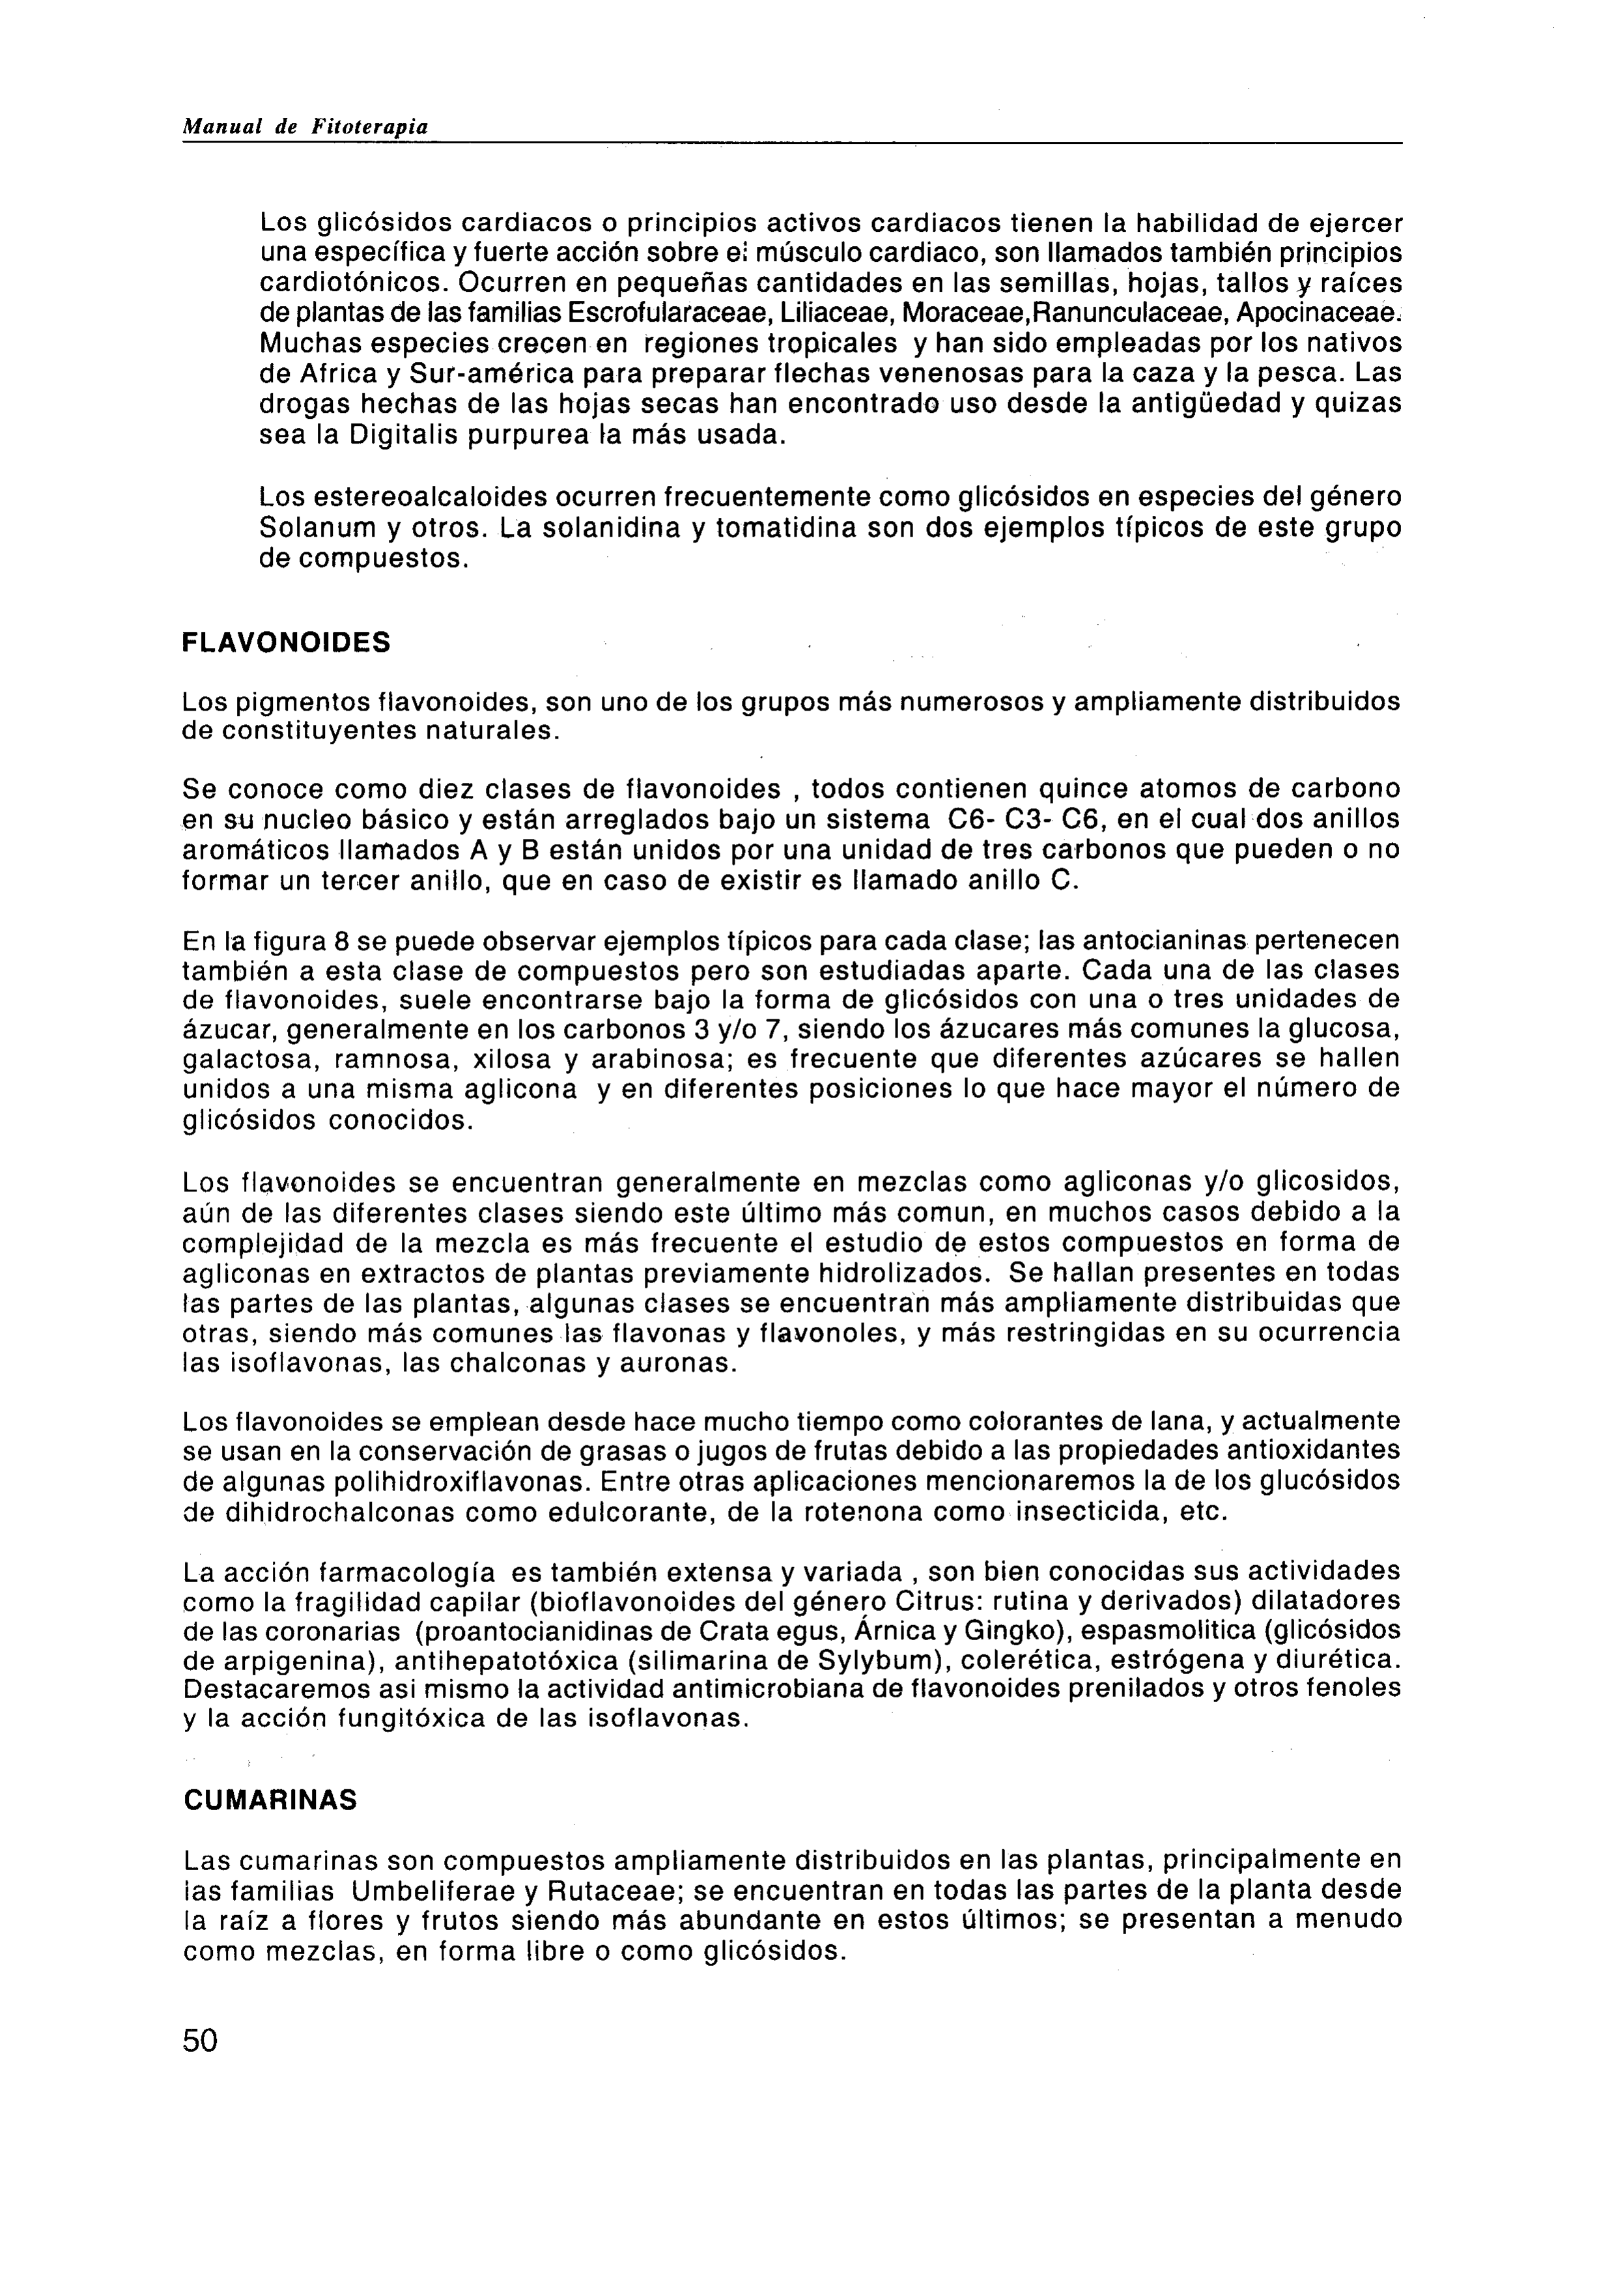 Manual de Fitoterapia
Los glicósidos cardiacos o principios activos cardiacos tienen la habilidad de ejercer
una específica y fuerte acción sobre el músculo cardiaco, son llamados también principios
cardiotónicos. Ocurren en pequeñas cantidades en las semillas, hojas, tallos y raíces
de plantas de las familias Escrofularaceae, Liliaceae, Moraceae,Ranunculaceae, Apocinaceae.
Muchas especies crecen en regiones tropicales y han sido empleadas por los nativos
de Africa y Sur-américa para preparar flechas venenosas para la caza y la pesca. Las
drogas hechas de las hojas secas han encontrado uso desde la antigüedad y quizas
sea la Digitalis purpurea la más usada.
Los estereoalcaloides ocurren frecuentemente como glicósidos en especies del género
Solanum y otros. La solanidina y tomatidina son dos ejemplos típicos de este grupo
de compuestos.
FLAVONOIDES
Los pigmentos flavonoides, son uno de los grupos más numerosos y ampliamente distribuidos
de constituyentes naturales.
Se conoce como diez clases de flavonoides , todos contienen quince atomos de carbono
en su nucleo básico y están arreglados bajo un sistema C6- C3- C6, en el cual dos anillos
aromáticos llamados A y B están unidos por una unidad de tres carbonos que pueden o no
formar un tercer anillo, que en caso de existir es llamado anillo C.
En la figura 8 se puede observar ejemplos típicos para cada clase; las antocianinas pertenecen
también a esta clase de compuestos pero son estudiadas aparte. Cada una de las clases
de flavonoides, suele encontrarse bajo la forma de glicósidos con una o tres unidades de
ázucar, generalmente en los carbonos 3 y/o 7, siendo los ázucares más comunes la glucosa,
galactosa, ramnosa, xilosa y arabinosa; es frecuente que diferentes azúcares se hallen
unidos a una misma aglicona y en diferentes posiciones lo que hace mayor el número de
glicósidos conocidos.
Los flavonoides se encuentran generalmente en mezclas como agliconas y/o glicosidos,
aún de las diferentes clases siendo este último más comun, en muchos casos debido a la
complejidad de la mezcla es más frecuente el estudio de estos compuestos en forma de
agliconas en extractos de plantas previamente hidrolizados. Se hallan presentes en todas
las partes de las plantas, algunas clases se encuentran más ampliamente distribuidas que
otras, siendo más comunes las flavonas y flavonoles, y más restringidas en su ocurrencia
las isoflavonas, las chalconas y auronas.
Los flavonoides se emplean desde hace mucho tiempo como colorantes de lana, y actualmente
se usan en la conservación de grasas o jugos de frutas debido a las propiedades antioxidantes
de algunas polihidroxiflavonas. Entre otras aplicaciones mencionaremos la de los glucósidos
de dihidrochalconas como edulcorante, de la rotenona como insecticida, etc.
La acción farmacología es también extensa y variada , son bien conocidas sus actividades
como la fragilidad capilar (bioflavonoides del género Citrus: rutina y derivados) dilatadores
de las coronarias (proantocianidinas de Crata egus, Árnica y Gingko), espasmolitica (glicósidos
de arpigenina), antihepatotóxica (silimarina de Sylybum), colerética, estrógena y diurética.
Destacaremos asi mismo la actividad antimicrobiana de flavonoides prenilados y otros fenoles
y la acción fungitóxica de las isoflavonas.
CUMARINAS
Las cumarinas son compuestos ampliamente distribuidos en las plantas, principalmente en
las familias Umbeliferae y Rutaceae; se encuentran en todas las partes de la planta desde
la raíz a flores y frutos siendo más abundante en estos últimos; se presentan a menudo
como mezclas, en forma libre o como glicósidos.
50